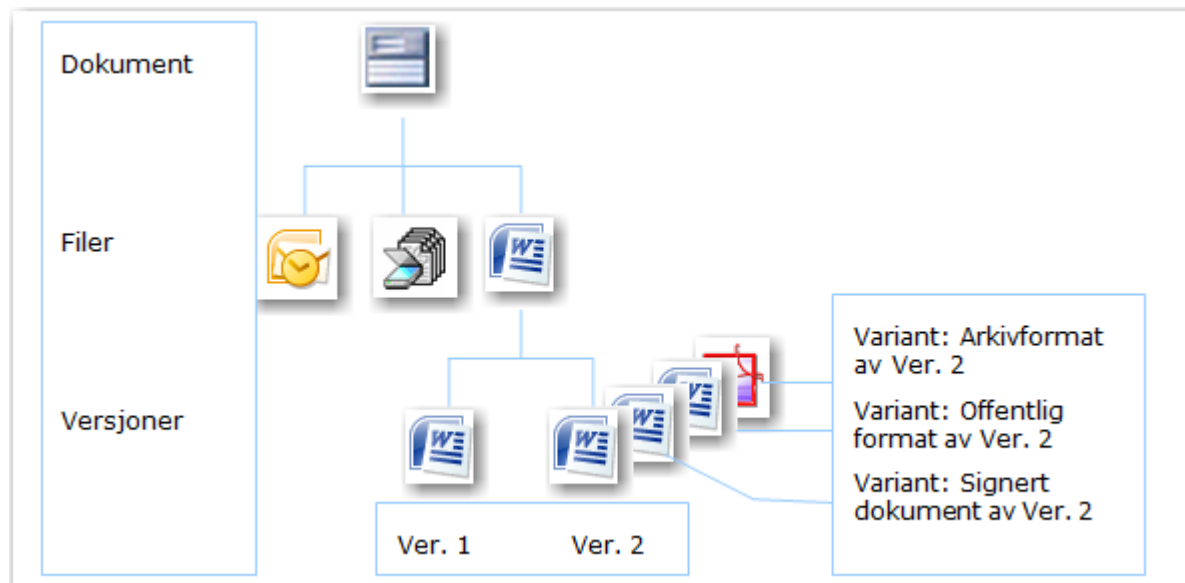 Dokument
Filer
Versjoner
Ver. 1
Ver. 2
Variant: Arkivformat
av Ver. 2
Variant: Offentlig
format av Ver. 2
Variant: Signert
dokument av Ver. 2